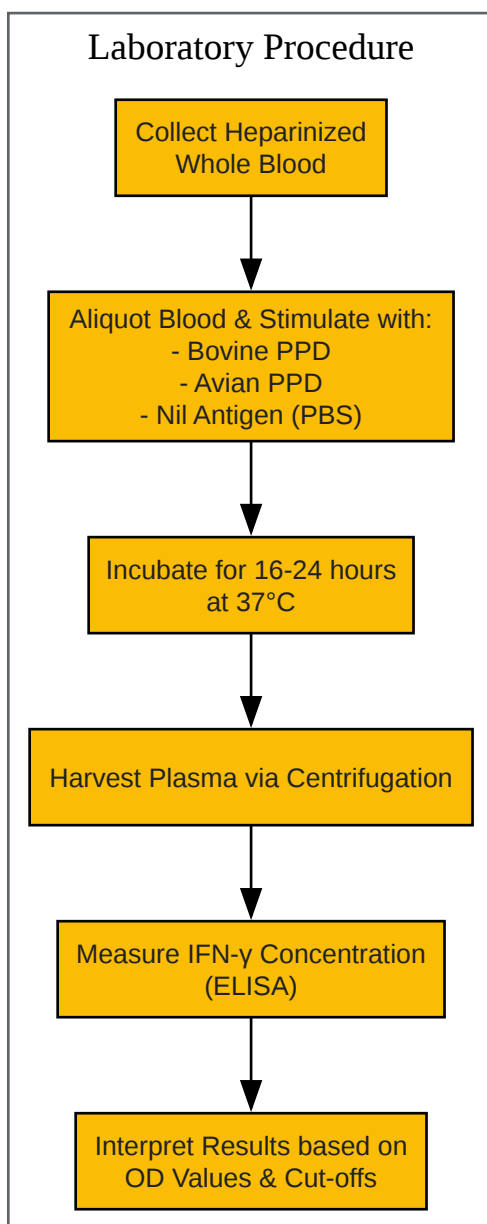 Laboratory Procedure
Collect Heparinized
Whole Blood
Aliquot Blood & Stimulate with:
- Bovine PPD
- Avian PPD
- Nil Antigen (PBS)
Incubate for 16-24 hours
at 37°C
Harvest Plasma via Centrifugation
Measure IFN-γ Concentration
(ELISA)
Interpret Results based on
OD Values & Cut-offs